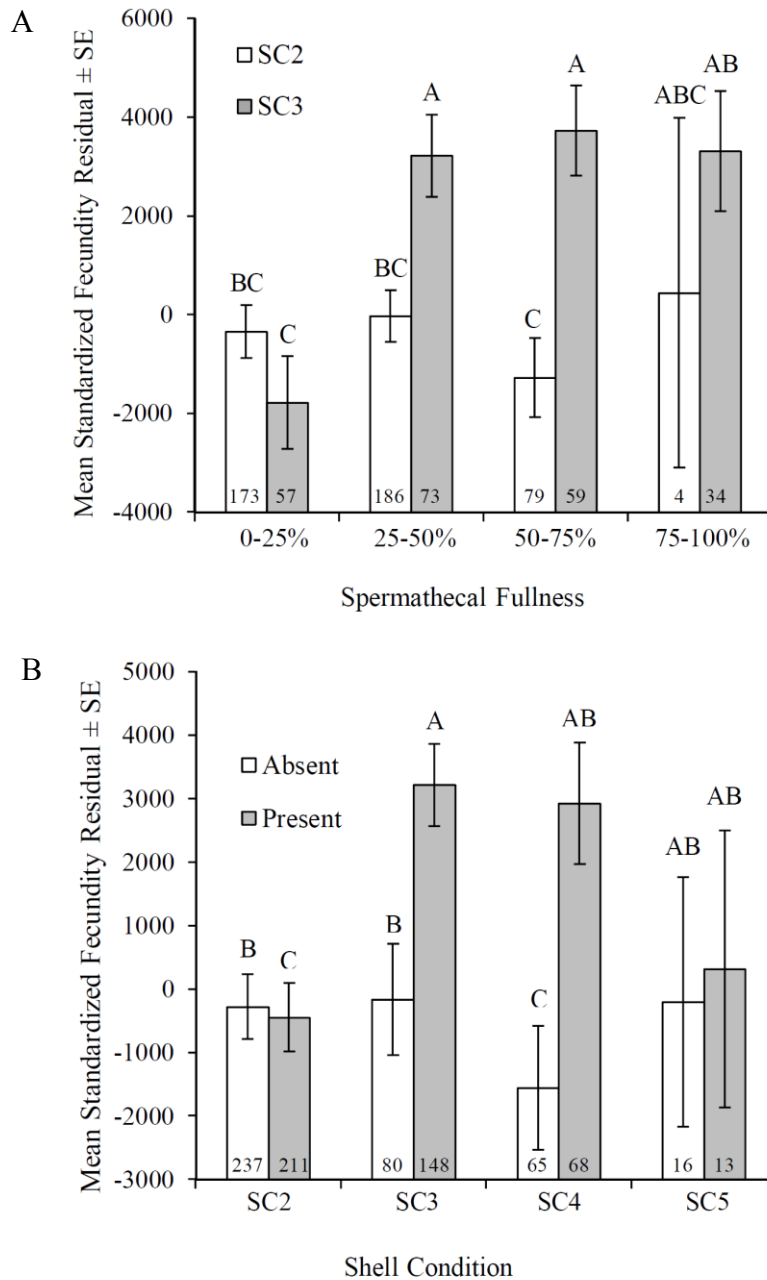 A
Mean Standardized Fecundity Residual ± SE
6000
4000
2000
0
-2000
-4000
SC2
SC3
BC
C
BC
A
C
A
ABC
AB
173
57
186
73
79
59
4
34
0-25%
25-50%
50-75%
75-100%
Spermathecal Fullness
B
Mean Standardized Fecundity Residual ± SE
5000
4000
3000
2000
1000
0
-1000
-2000
-3000
Absent
Present
B
C
B
A
C
AB
AB
AB
237
211
80
148
65
68
16
13
SC2
SC3
SC4
SC5
Shell Condition